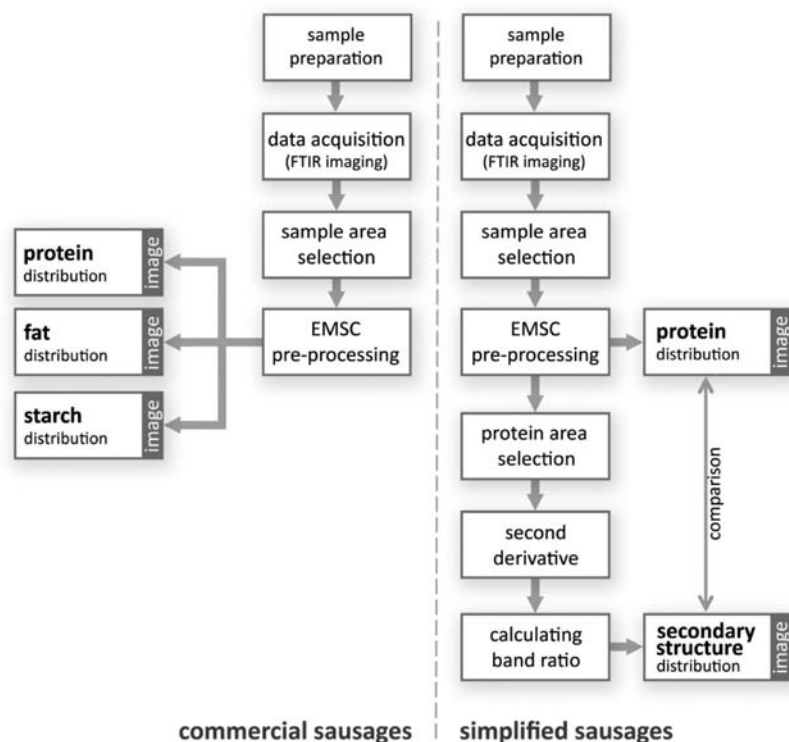 sample
preparation
data acquisition
(FTIR imaging)
sample area
selection
EMSC
pre-processing
protein
distribution
image
fat
distribution
image
starch
distribution
image
commercial sausages
sample
preparation
data acquisition
(FTIR imaging)
sample area
selection
EMSC
pre-processing
protein
distribution
image
protein area
selection
second
derivative
calculating
band ratio
comparison
secondary
structure
distribution
image
simplified sausages